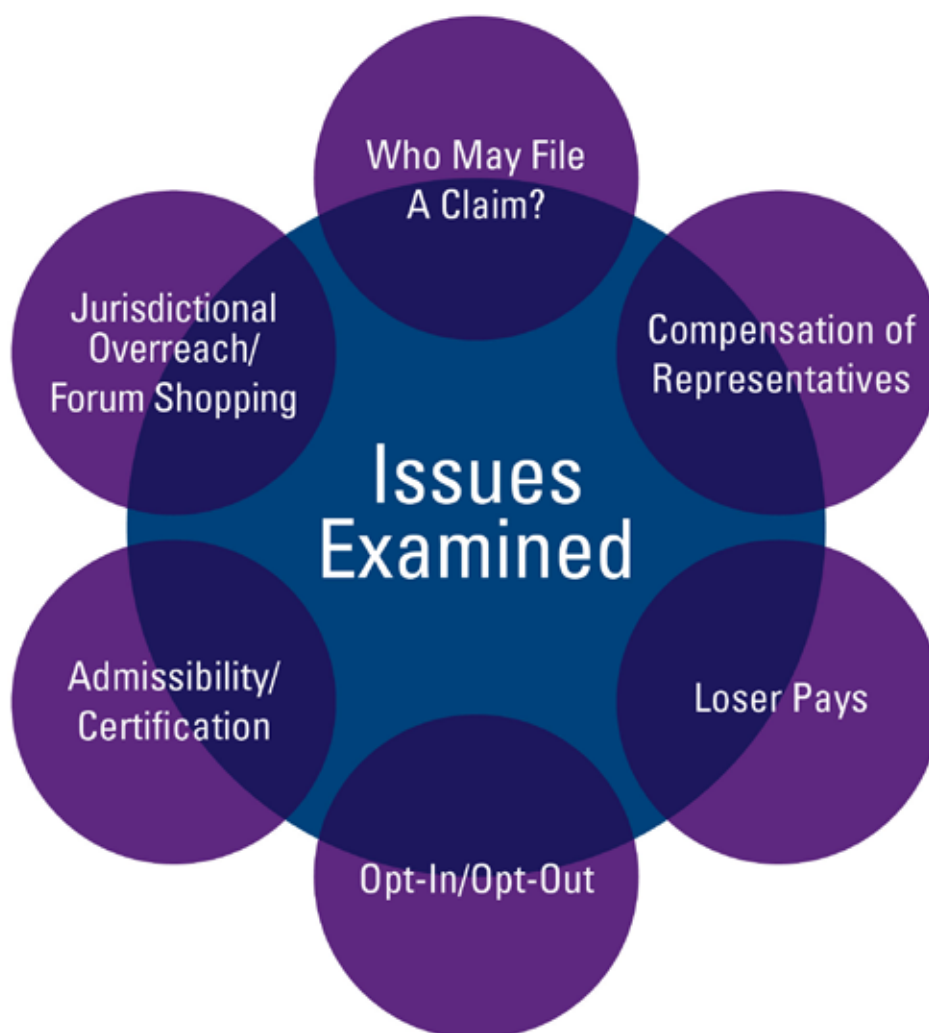 Who May File
A Claim?
Compensation of
Representatives
Loser Pays
Opt-In/Opt-Out
Admissibility/
Certification
Jurisdictional
Overreach/
Forum Shopping
Issues
Examined